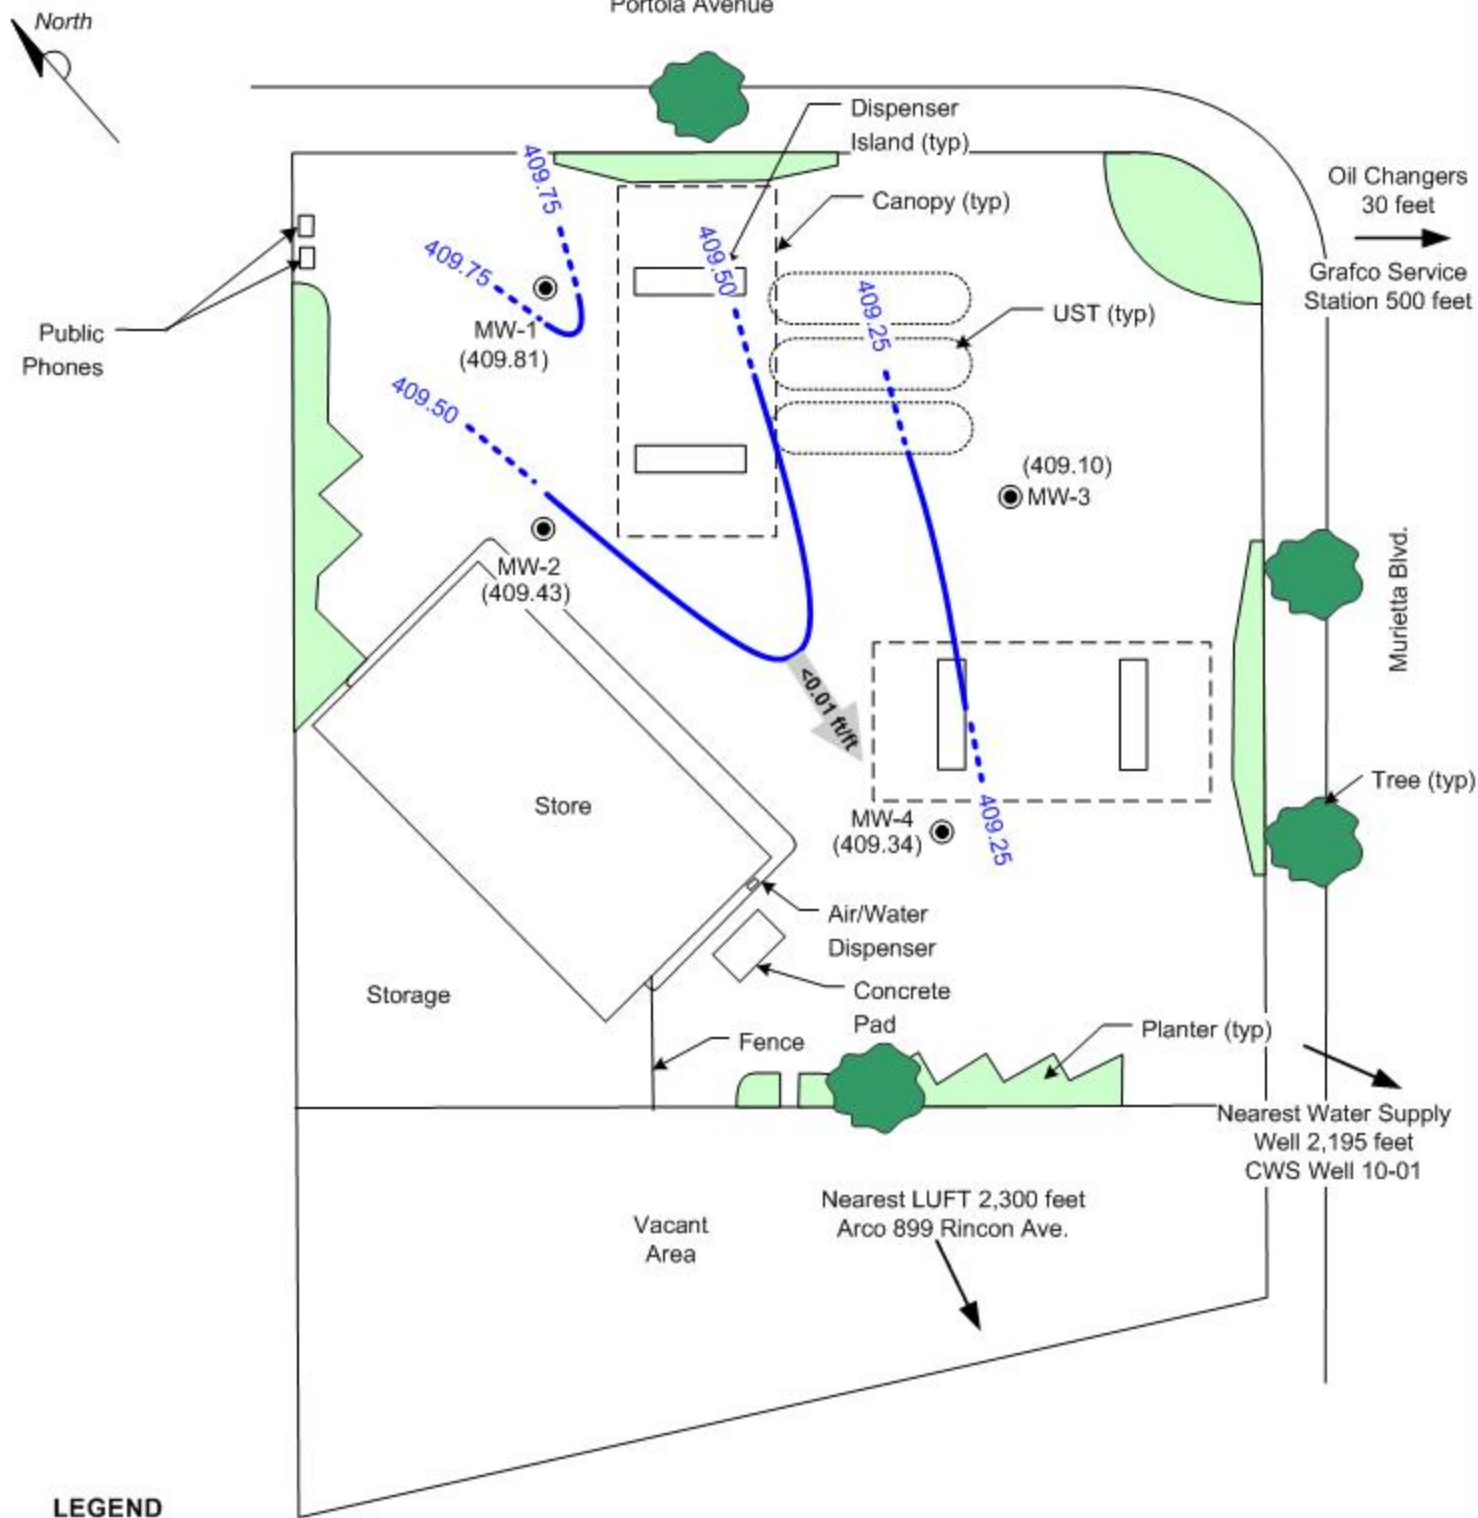 Portola Avenue
North
Dispenser
Island (typ)
Oil Changers
30 feet
Grafco Service
Station 500 feet
Canopy (typ)
409.75
409.75
409.50
409.25
UST (typ)
Public
Phones
MW-1
(409.81)
409.50
(409.10)
MW-3
MW-2
(409.43)
Murietta Blvd.
<0.01 ft/ft
Tree (typ)
Store
MW-4
(409.34)
409.25
Air/Water
Dispenser
Storage
Concrete
Pad
Planter (typ)
Fence
Nearest Water Supply
Well 2,195 feet
CWS Well 10-01
Nearest LUFT 2,300 feet
Arco 899 Rincon Ave.
Vacant
Area
LEGEND